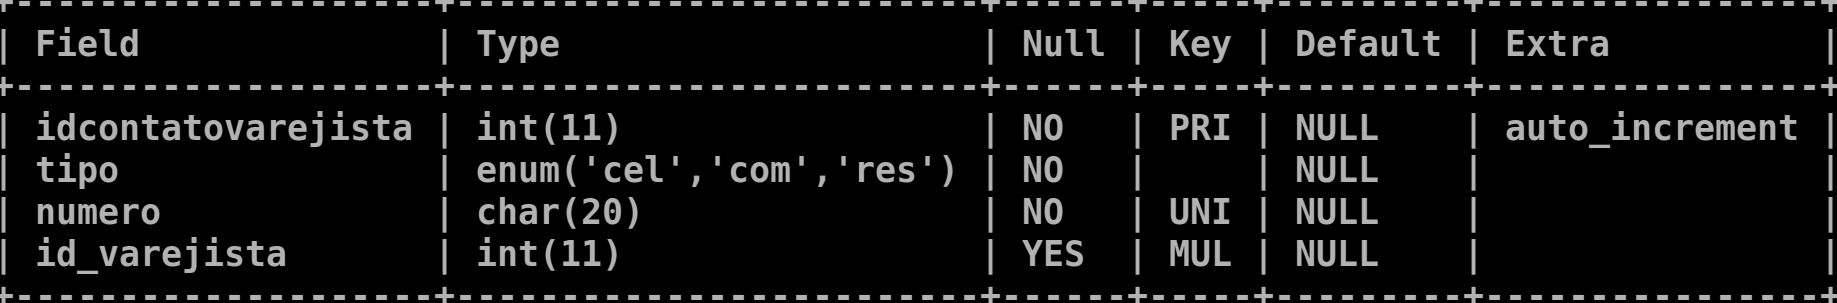 +--------------------+-------------------------+------+-----+---------+----------------+
| Field              | Type                    | Null | Key | Default | Extra          |
+--------------------+-------------------------+------+-----+---------+----------------+
| idcontatovarejista | int(11)                 | NO   | PRI | NULL    | auto_increment |
| tipo               | enum('cel','com','res') | NO   |     | NULL    |                |
| numero             | char(20)                | NO   | UNI | NULL    |                |
| id_varejista       | int(11)                 | YES  | MUL | NULL    |                |
+--------------------+-------------------------+------+-----+---------+----------------+